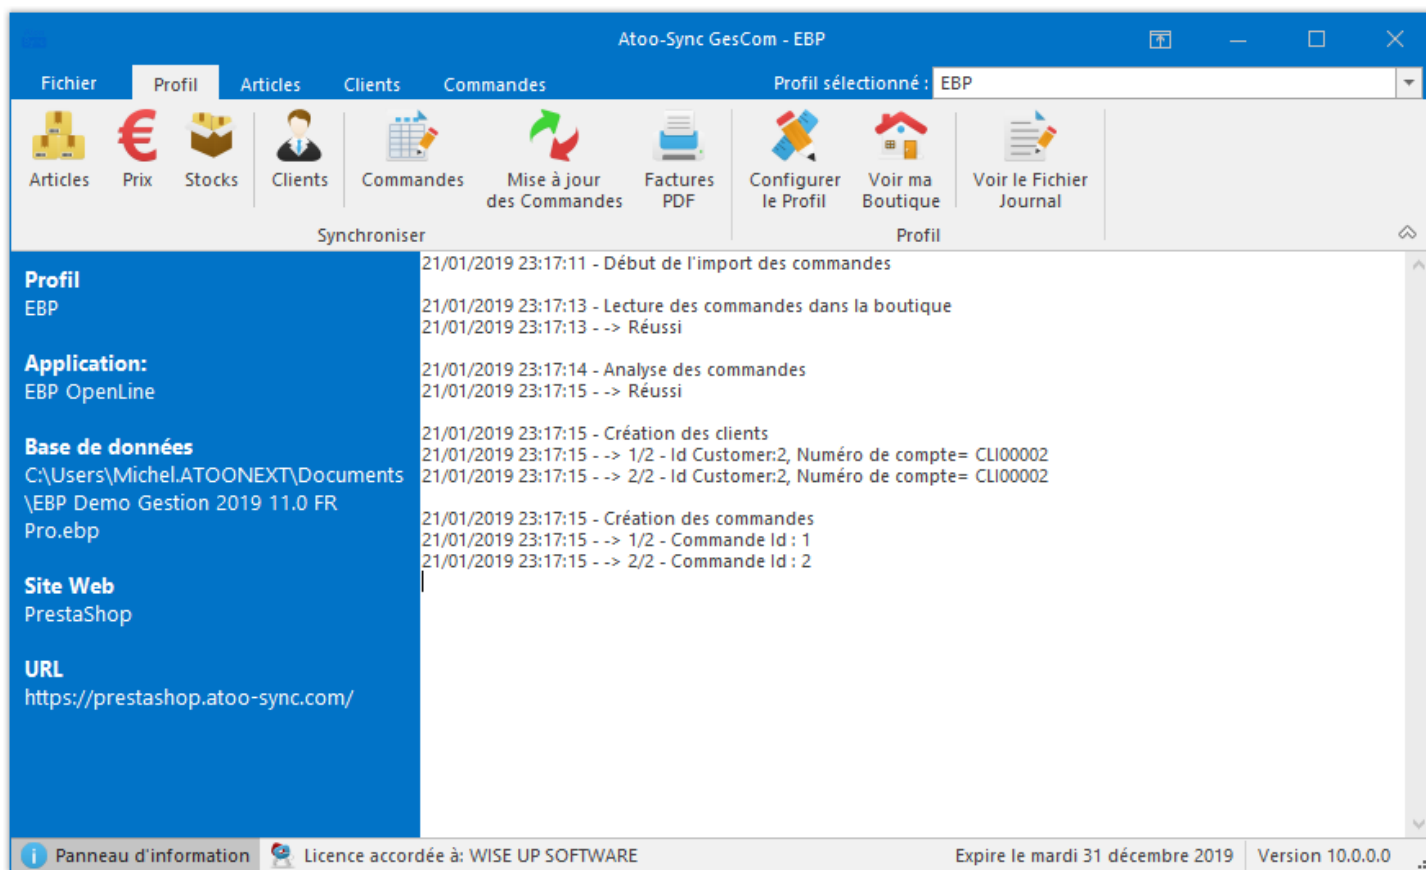 Atoo-Sync GesCom - EBP
Fichier Profil Articles Clients Commandes Profil sélectionné : EBP
Articles Prix Stocks Clients Commandes Mise à jour des Commandes Factures PDF Configurer le Profil Voir ma Boutique Voir le Fichier Journal
Synchroniser Profil
Profil
EBP
Application:
EBP OpenLine
Base de données
C:\Users\Michel.ATOONEXT\Documents
\EBP Demo Gestion 2019 11.0 FR
Pro.ebp
Site Web
PrestaShop
URL
https://prestashop.atoo-sync.com/
21/01/2019 23:17:11 - Début de l'import des commandes
21/01/2019 23:17:13 - Lecture des commandes dans la boutique
21/01/2019 23:17:13 - -> Réussi
21/01/2019 23:17:14 - Analyse des commandes
21/01/2019 23:17:15 - -> Réussi
21/01/2019 23:17:15 - Création des clients
21/01/2019 23:17:15 - -> 1/2 - Id Customer:2, Numéro de compte= CLI00002
21/01/2019 23:17:15 - -> 2/2 - Id Customer:2, Numéro de compte= CLI00002
21/01/2019 23:17:15 - Création des commandes
21/01/2019 23:17:15 - -> 1/2 - Commande Id : 1
21/01/2019 23:17:15 - -> 2/2 - Commande Id : 2
Panneau d'information Licence accordée à: WISE UP SOFTWARE Expire le mardi 31 décembre 2019 Version 10.0.0.0